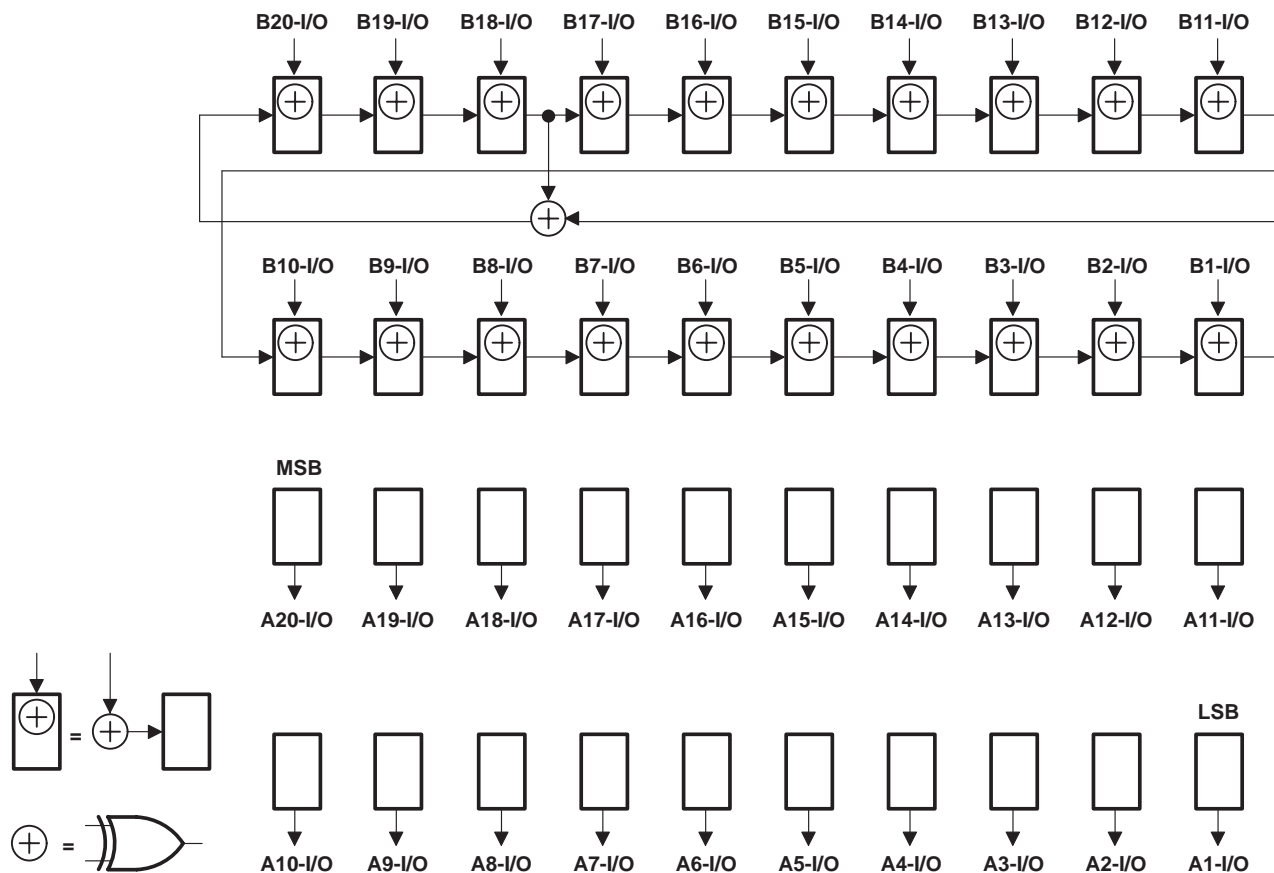 B20-I/O B19-I/O B18-I/O B17-I/O B16-I/O B15-I/O B14-I/O B13-I/O B12-I/O B11-I/O
B10-I/O B9-I/O B8-I/O B7-I/O B6-I/O B5-I/O B4-I/O B3-I/O B2-I/O B1-I/O
MSB
A20-I/O A19-I/O A18-I/O A17-I/O A16-I/O A15-I/O A14-I/O A13-I/O A12-I/O A11-I/O
LSB
=
=
A10-I/O A9-I/O A8-I/O A7-I/O A6-I/O A5-I/O A4-I/O A3-I/O A2-I/O A1-I/O